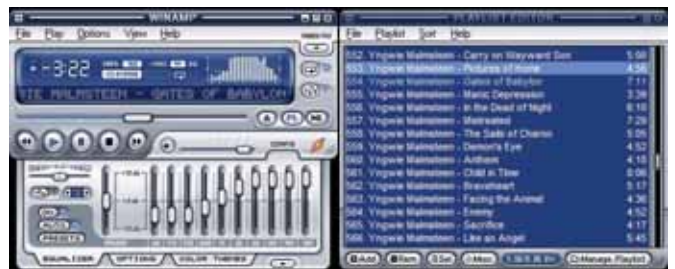 WINAMP
File Play Options View Help
-3:22
VIE MALMSTEEN - GATES OF BABYLON
CONFIG
ON
AUTO
PRESETS
EQUALIZER OPTIONS COLOR THEMES
PLAYLIST EDITOR
File Playlist Sort Help
552. Yngwie Malmsteen - Carry on Wayward Son 5:08
553. Yngwie Malmsteen - Pictures of Home 4:56
554. Yngwie Malmsteen - Gates of Babylon 7:11
555. Yngwie Malmsteen - Manic Depression 3:38
556. Yngwie Malmsteen - In the Dead of Night 6:18
557. Yngwie Malmsteen - Mistreated 7:29
558. Yngwie Malmsteen - The Sails of Charon 5:05
559. Yngwie Malmsteen - Demon's Eye 4:52
560. Yngwie Malmsteen - Anthem 4:18
561. Yngwie Malmsteen - Child in Time 8:06
562. Yngwie Malmsteen - Braveheart 5:17
563. Yngwie Malmsteen - Facing the Animal 4:36
564. Yngwie Malmsteen - Enemy 4:52
565. Yngwie Malmsteen - Sacrifice 4:17
566. Yngwie Malmsteen - Like an Angel 5:45
Add Rem Sel Misc Manage Playlist